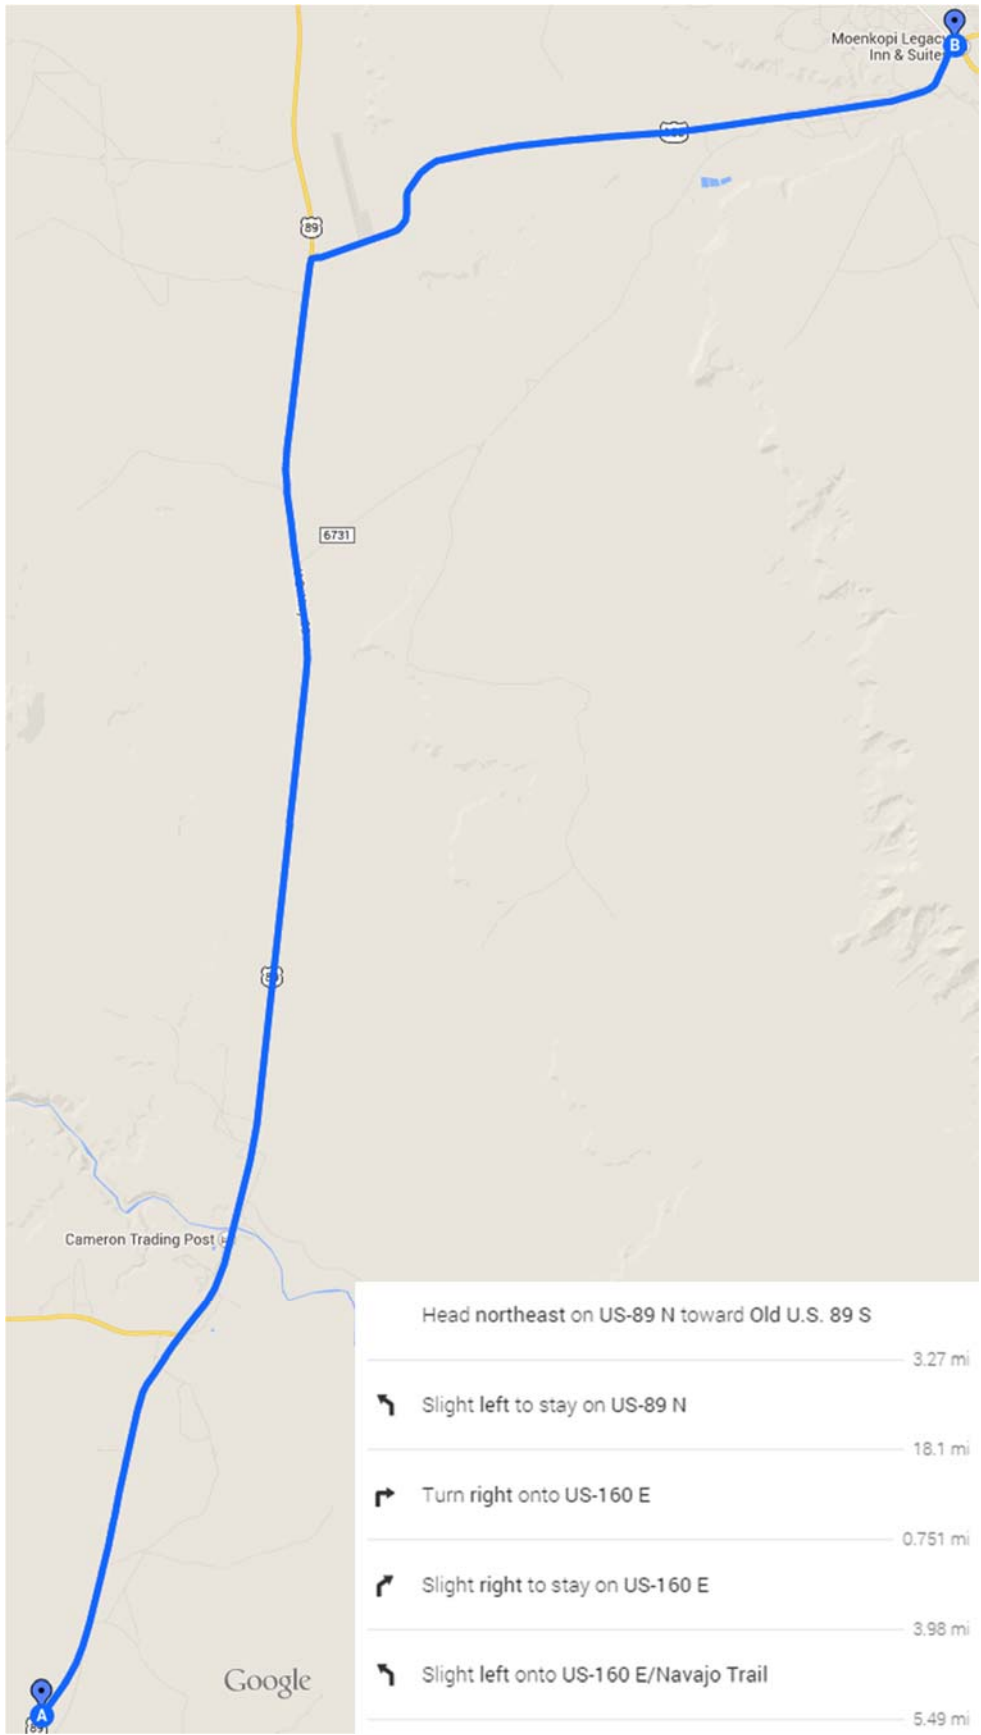 Moenkopi Legacy
Inn & Suites
B
89
6731
Cameron Trading Post
Head northeast on US-89 N toward Old U.S. 89 S
3.27 mi
Slight left to stay on US-89 N
18.1 mi
Turn right onto US-160 E
0.751 mi
Slight right to stay on US-160 E
3.98 mi
Slight left onto US-160 E/Navajo Trail
5.49 mi
Google
A
89